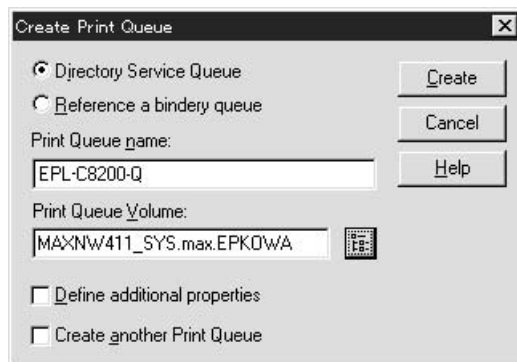 Create Print Queue
Directory Service Queue
Reference a bindery queue
Print Queue name:
EPL-C8200-Q
Print Queue Volume:
MAXNW411_SYS.max.EPKOWA
Define additional properties
Create another Print Queue
Create
Cancel
Help